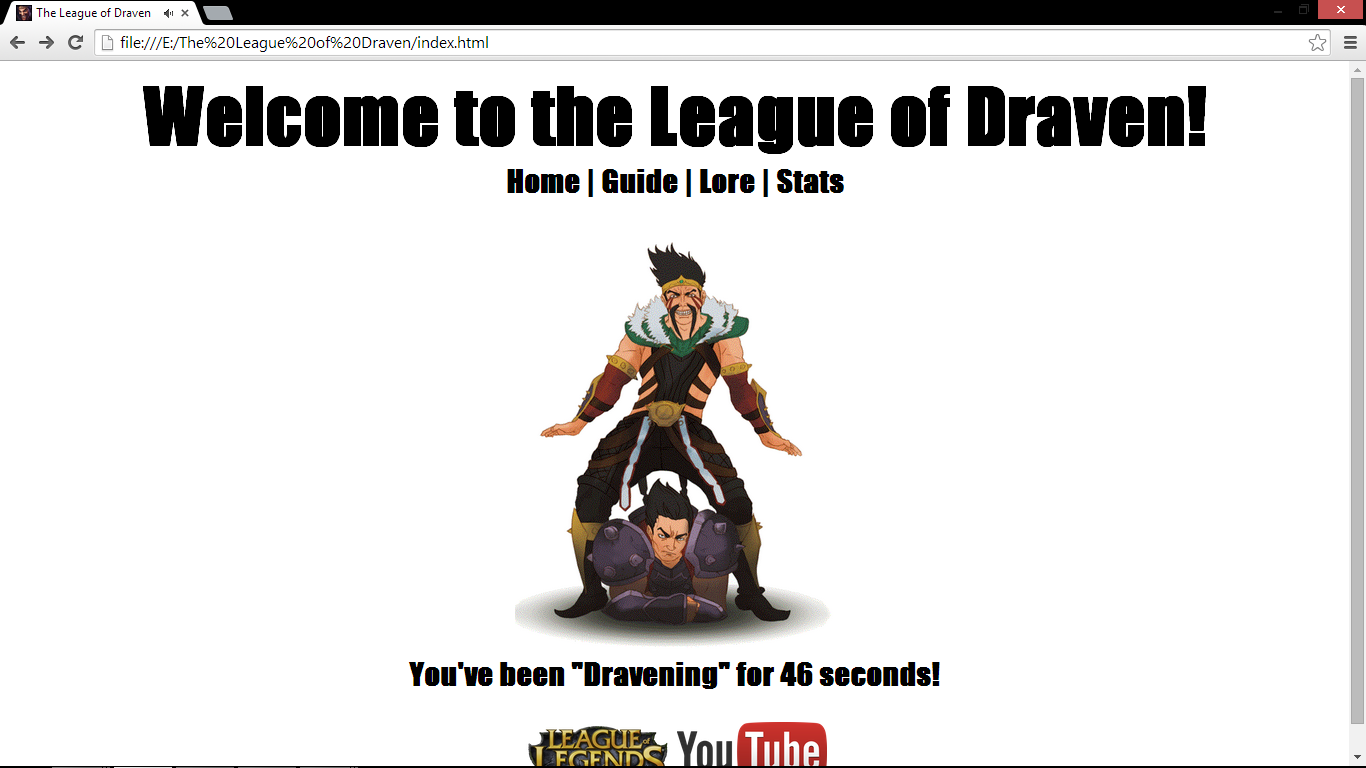 The League of Draven
file:///E:/The%20League%20of%20Draven/index.html
Welcome to the League of Draven!
Home | Guide | Lore | Stats
You've been "Dravening" for 46 seconds!
LEAGUE of LEGENDS YouTube